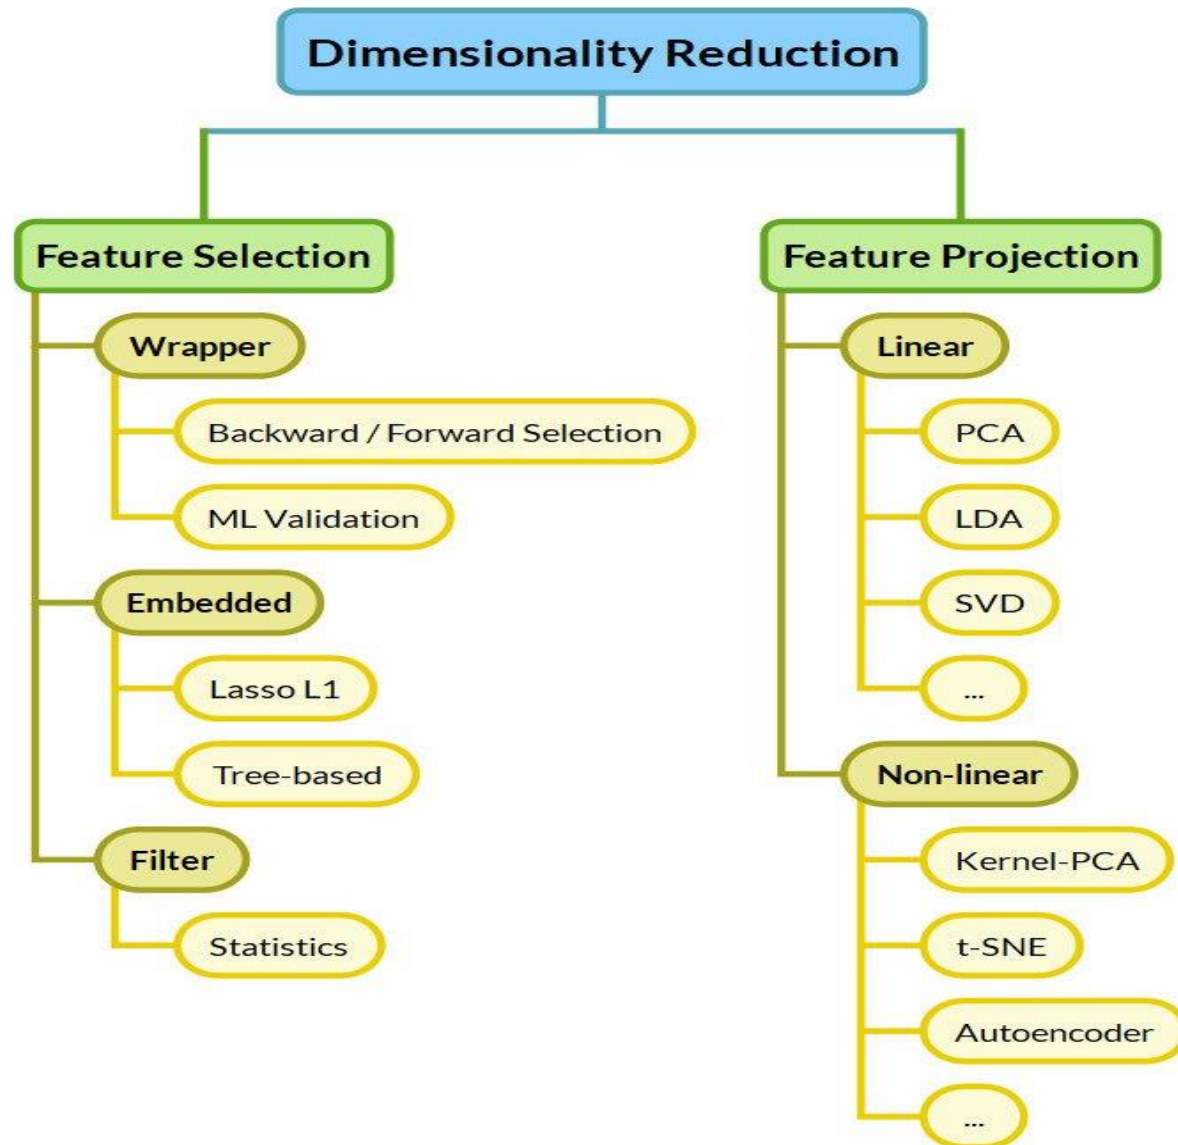 Dimensionality Reduction
Feature Selection
Wrapper
Backward / Forward Selection
ML Validation
Embedded
Lasso L1
Tree-based
Filter
Statistics
Feature Projection
Linear
PCA
LDA
SVD
...
Non-linear
Kernel-PCA
t-SNE
Autoencoder
...